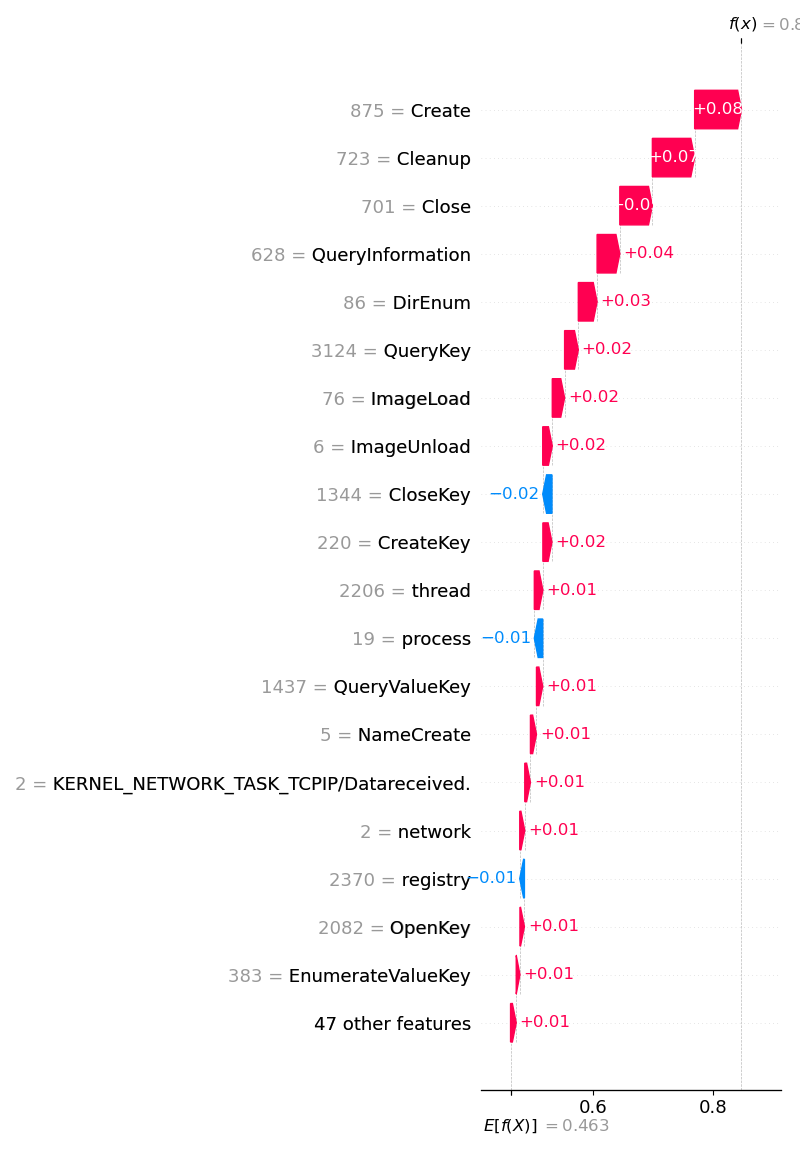 f(x) = 0.8
875 = Create +0.08
723 = Cleanup +0.07
701 = Close
628 = QueryInformation +0.04
86 = DirEnum +0.03
3124 = QueryKey +0.02
76 = ImageLoad +0.02
6 = ImageUnload +0.02
1344 = CloseKey −0.02
220 = CreateKey +0.02
2206 = thread +0.01
19 = process −0.01
1437 = QueryValueKey +0.01
5 = NameCreate +0.01
2 = KERNEL_NETWORK_TASK_TCPIP/Datareceived. +0.01
2 = network +0.01
2370 = registry −0.01
2082 = OpenKey +0.01
383 = EnumerateValueKey +0.01
47 other features +0.01
0.6 0.8
E[f(X)] = 0.463